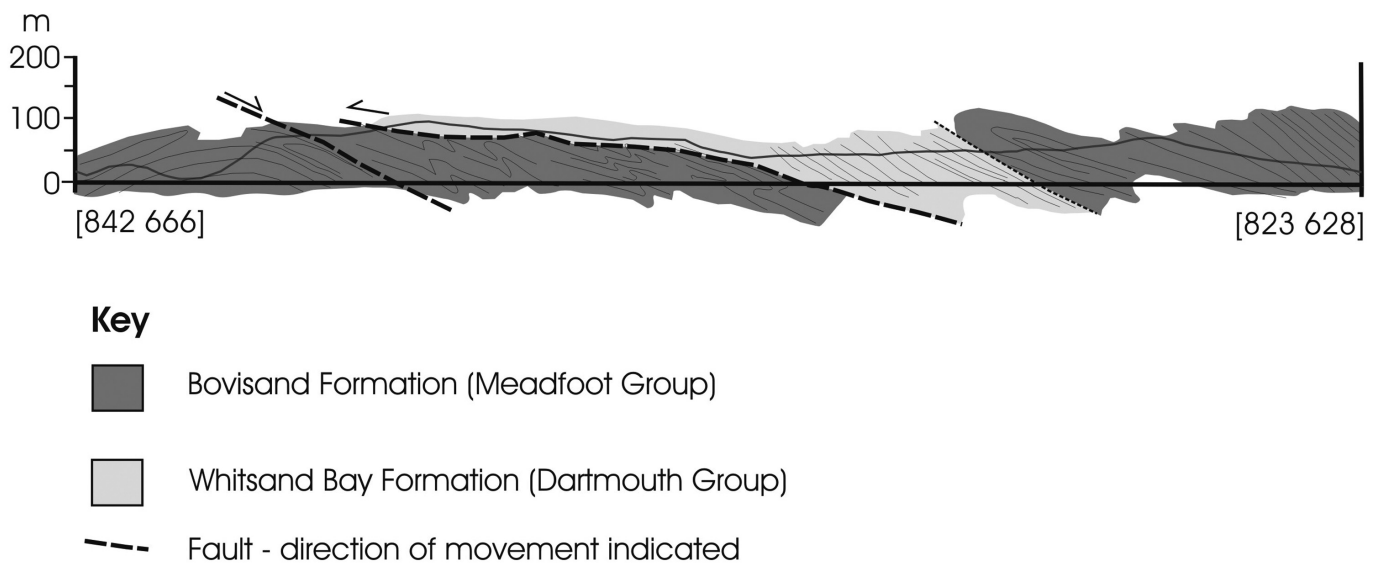 m
200
100
0
[842 666]
[823 628]
Key
Bovisand Formation (Meadfoot Group)
Whitsand Bay Formation (Dartmouth Group)
Fault - direction of movement indicated